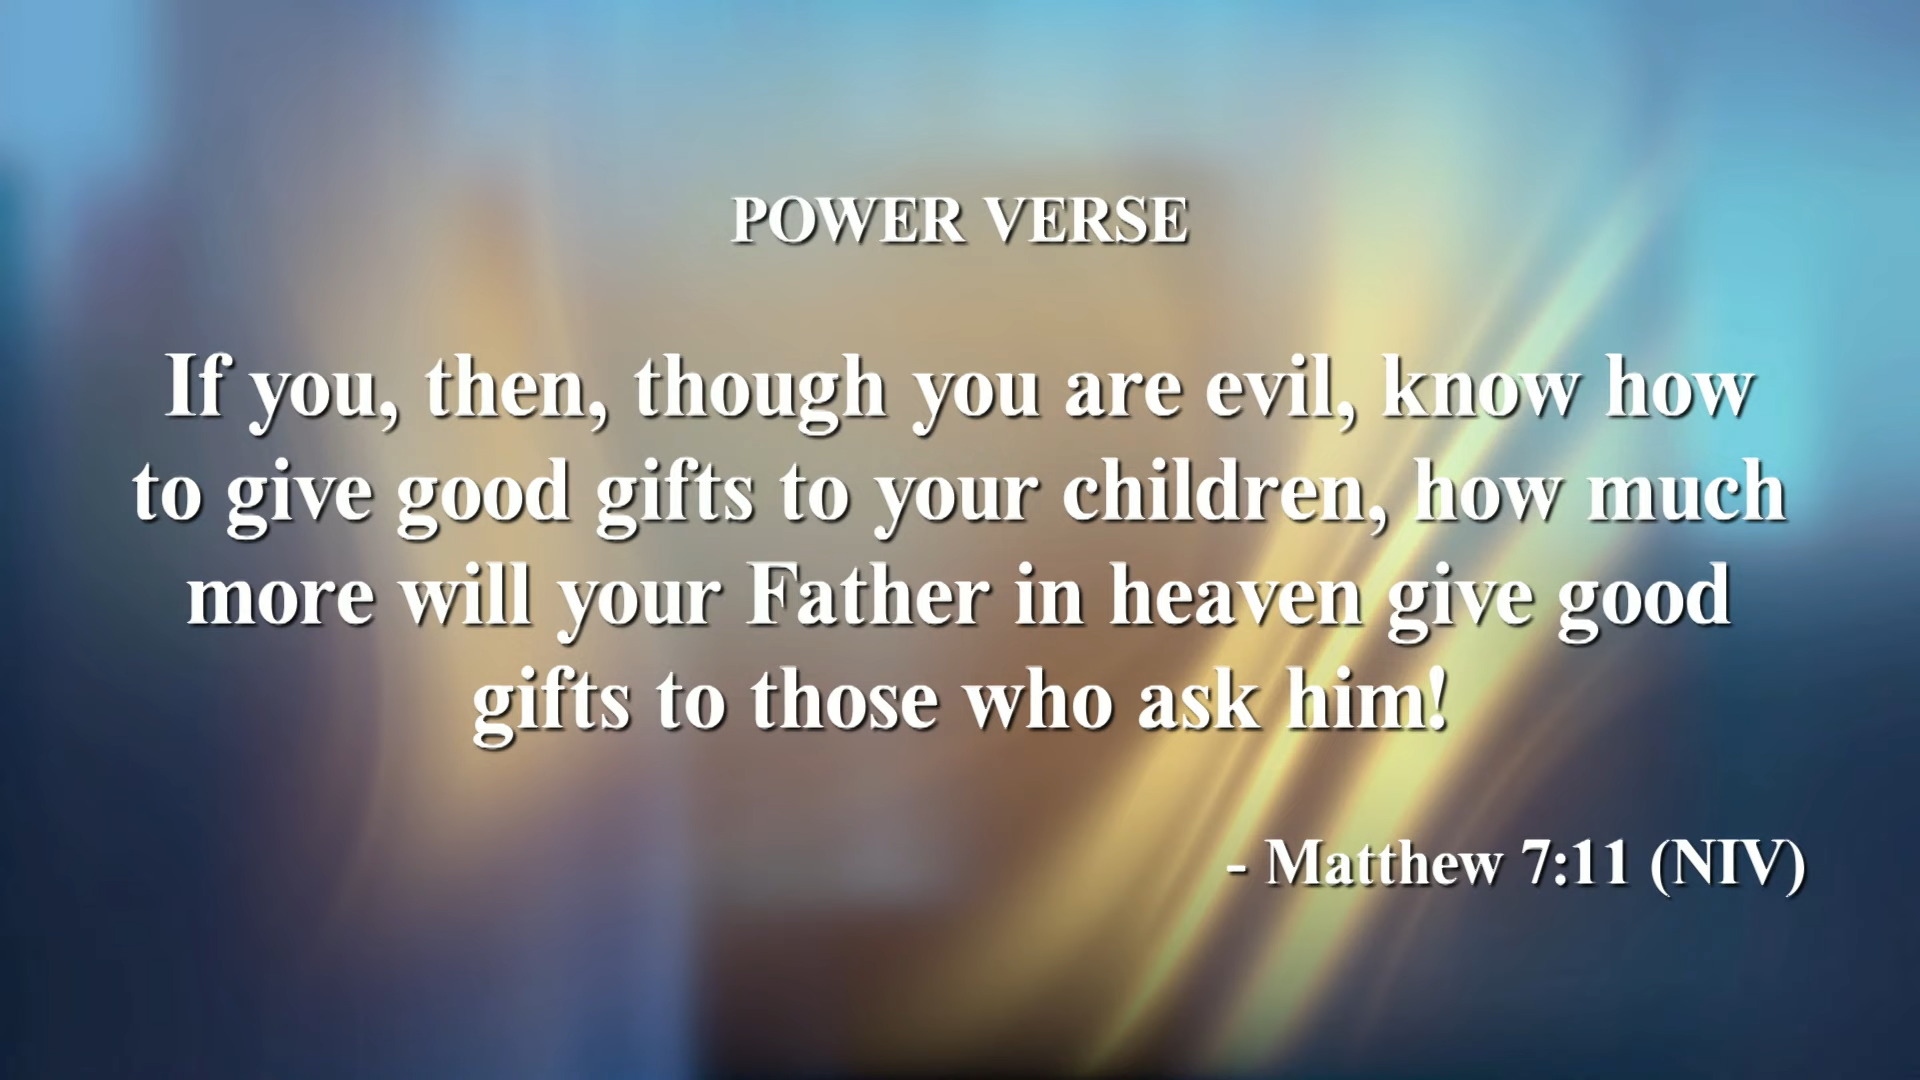 POWER VERSE
If you, then, though you are evil, know how
to give good gifts to your children, how much
more will your Father in heaven give good
gifts to those who ask him!
- Matthew 7:11 (NIV)